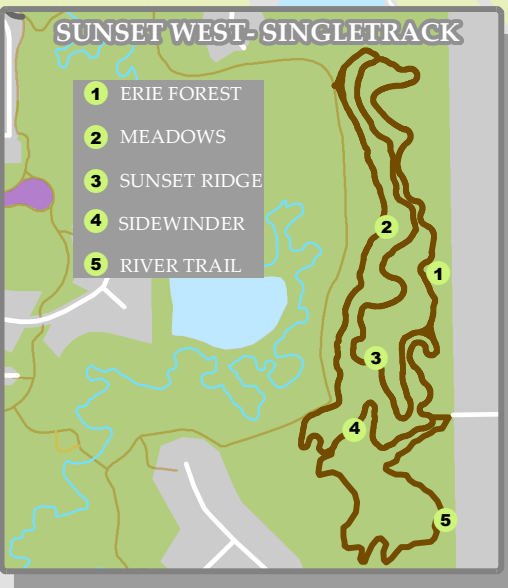 SUNSET WEST- SINGLETRACK
1 ERIE FOREST
2 MEADOWS
3 SUNSET RIDGE
4 SIDEWINDER
5 RIVER TRAIL
2
1
3
4
5